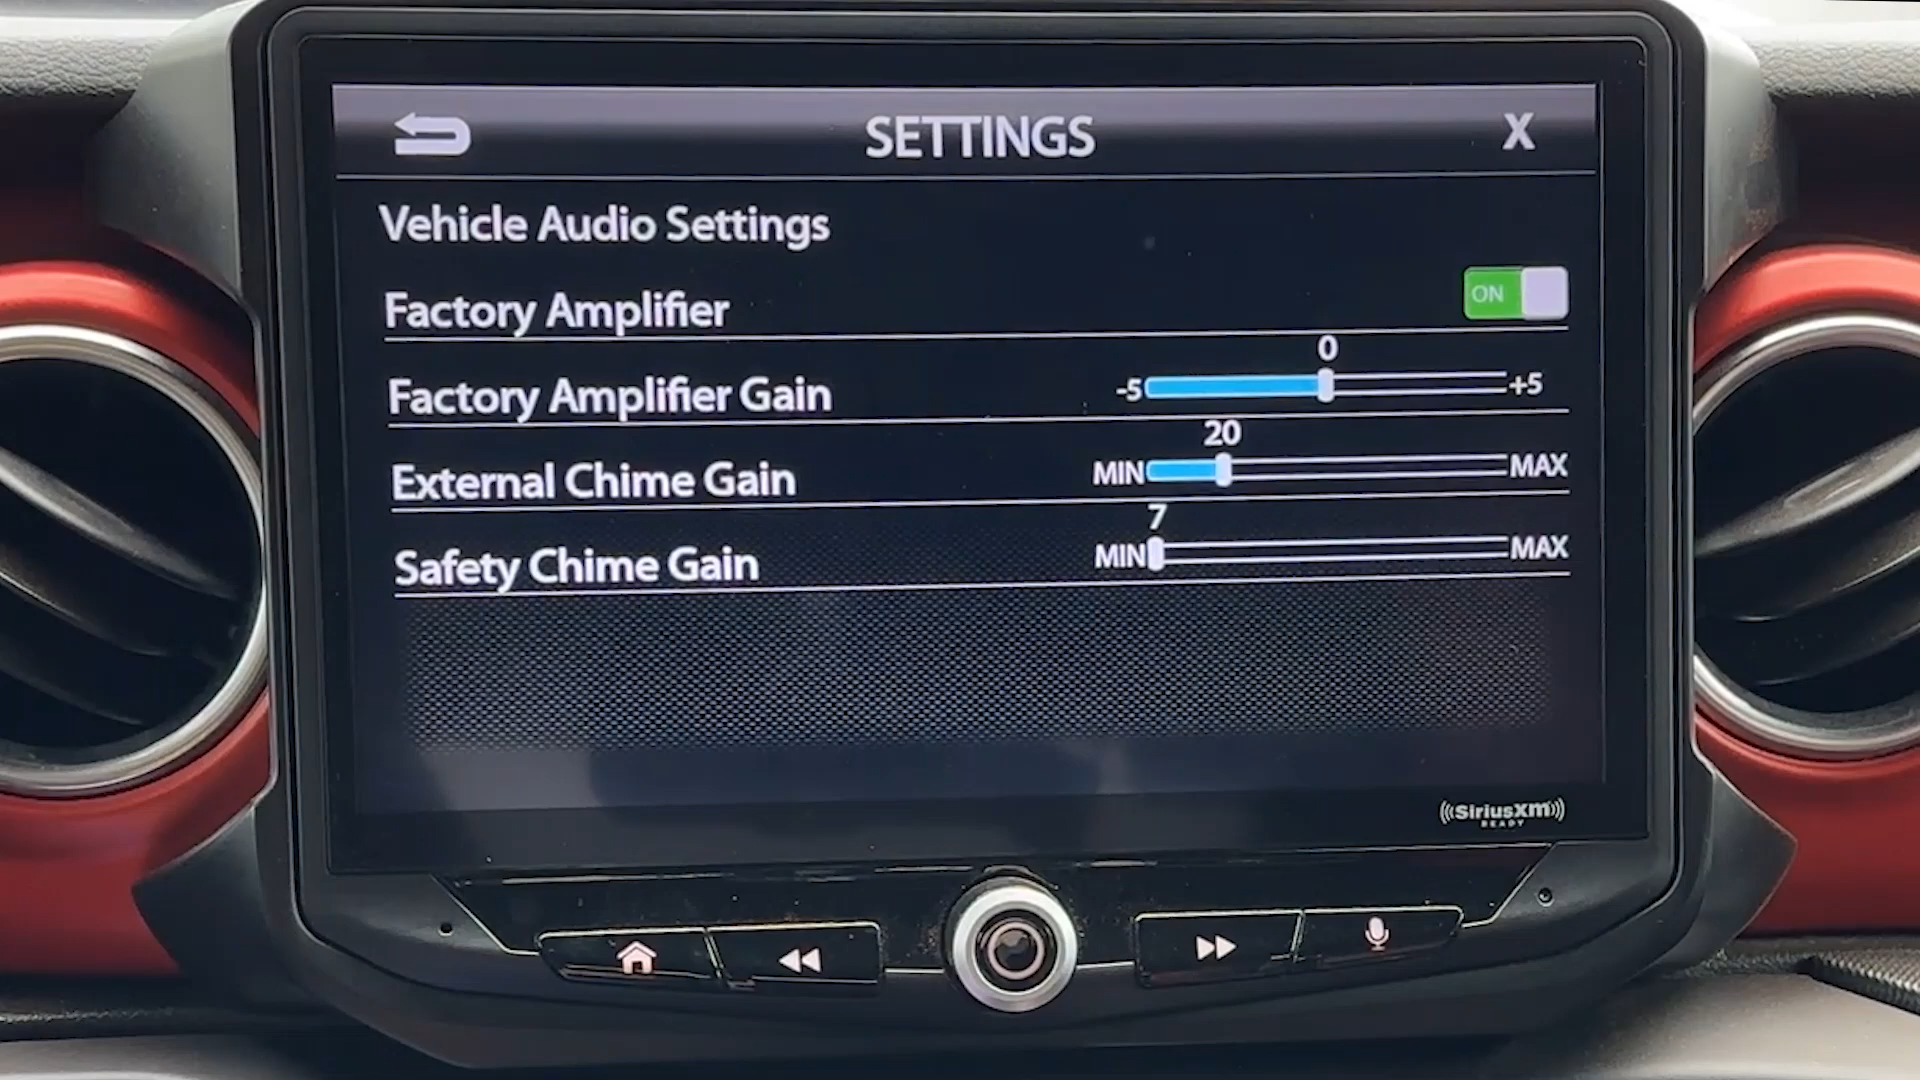 SETTINGS X
Vehicle Audio Settings
Factory Amplifier ON
0
Factory Amplifier Gain -5 +5
20
External Chime Gain MIN MAX
7
Safety Chime Gain MIN MAX
SiriusXM
READY